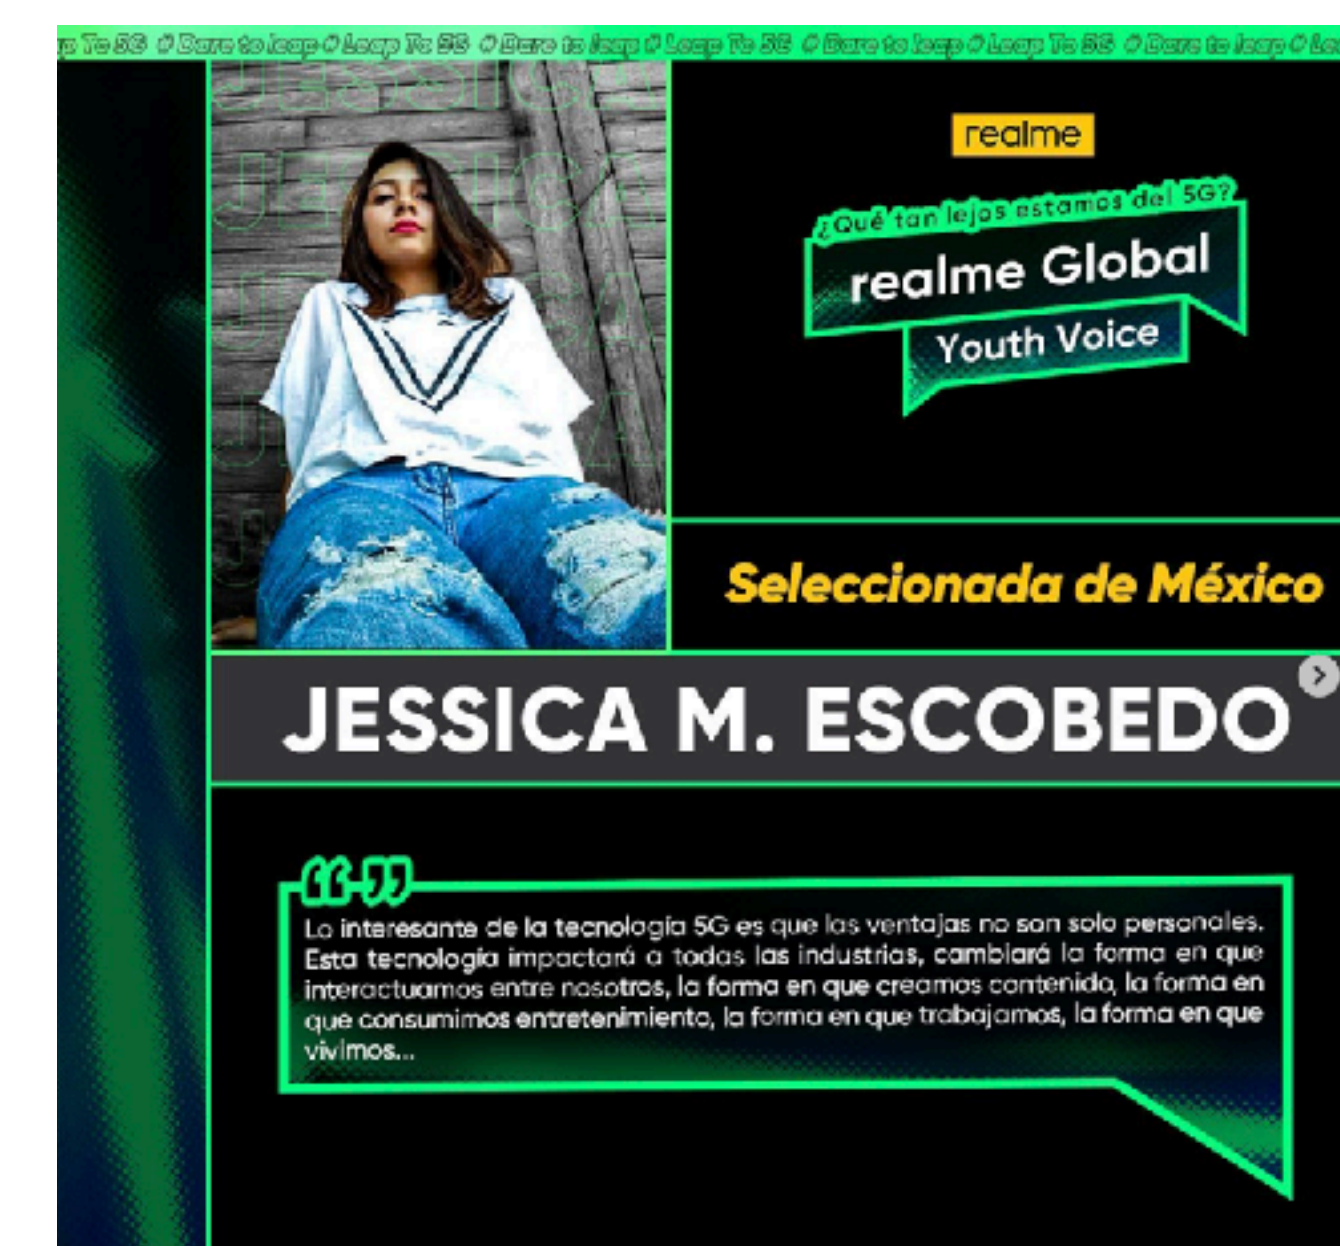 # Dare to leap # Leap To 5G # Dare to leap # Leap To 5G # Dare to leap # Leap To 5G # Dare to leap
JESSICA
JESSICA
realme
¿Qué tan lejos estamos del 5G?
realme Global
Youth Voice
Seleccionada de México
JESSICA M. ESCOBEDO
Lo interesante de la tecnología 5G es que las ventajas no son solo personales.
Esta tecnología impactará a todas las industrias, cambiará la forma en que
interactuamos entre nosotros, la forma en que creamos contenido, la forma en
que consumimos entretenimiento, la forma en que trabajamos, la forma en que
vivimos...